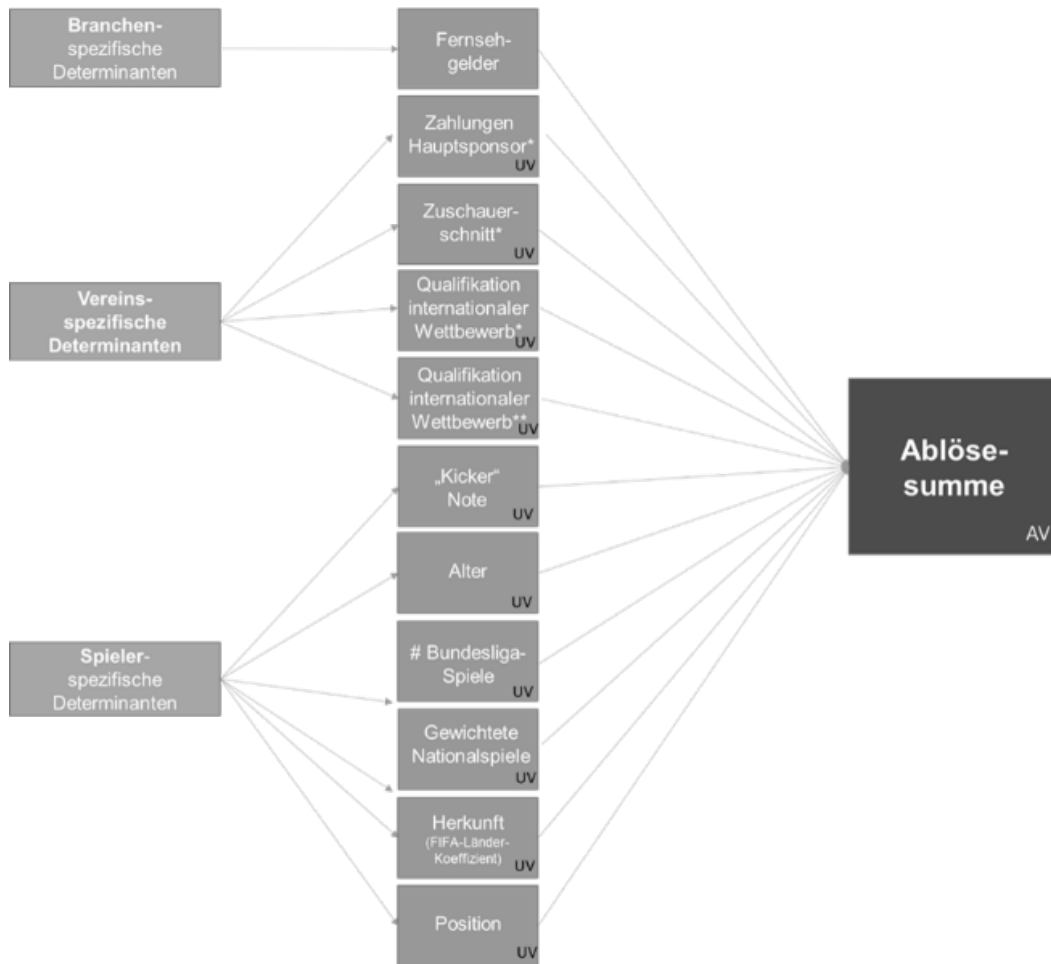 Branchen-
spezifische
Determinanten
Fernseh-
gelder
Zahlungen
Hauptsponsor*
UV
Zuschauer-
schnitt*
UV
Vereins-
spezifische
Determinanten
Qualifikation
internationaler
Wettbewerb*
UV
Qualifikation
internationaler
Wettbewerb**
UV
Ablöse-
summe
AV
„Kicker“
Note
UV
Alter
UV
Spieler-
spezifische
Determinanten
# Bundesliga-
Spiele
UV
Gewichtete
Nationalspiele
UV
Herkunft
(FIFA-Länder-
Koeffizient)
UV
Position
UV